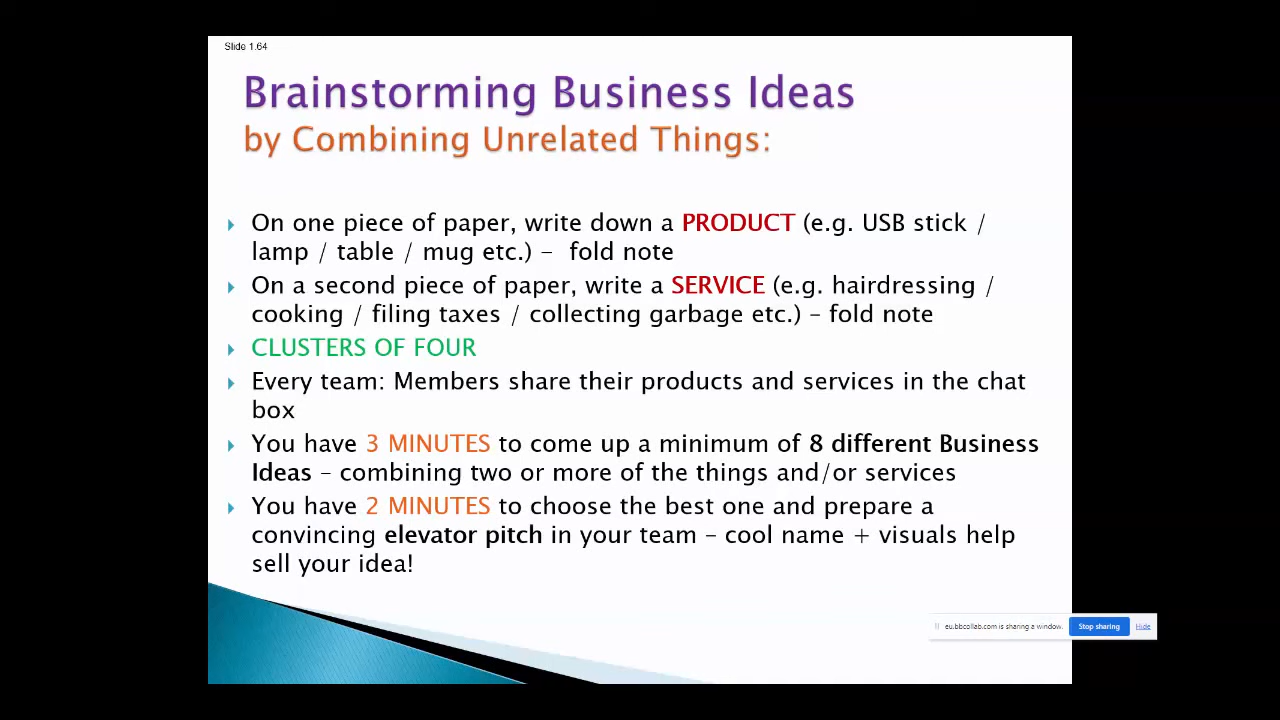 Slide 1.64
Brainstorming Business Ideas
by Combining Unrelated Things:
On one piece of paper, write down a PRODUCT (e.g. USB stick /
lamp / table / mug etc.) – fold note
On a second piece of paper, write a SERVICE (e.g. hairdressing /
cooking / filing taxes / collecting garbage etc.) – fold note
CLUSTERS OF FOUR
Every team: Members share their products and services in the chat
box
You have 3 MINUTES to come up a minimum of 8 different Business
Ideas – combining two or more of the things and/or services
You have 2 MINUTES to choose the best one and prepare a
convincing elevator pitch in your team – cool name + visuals help
sell your idea!
eu.bbcollab.com is sharing a window. Stop sharing Hide